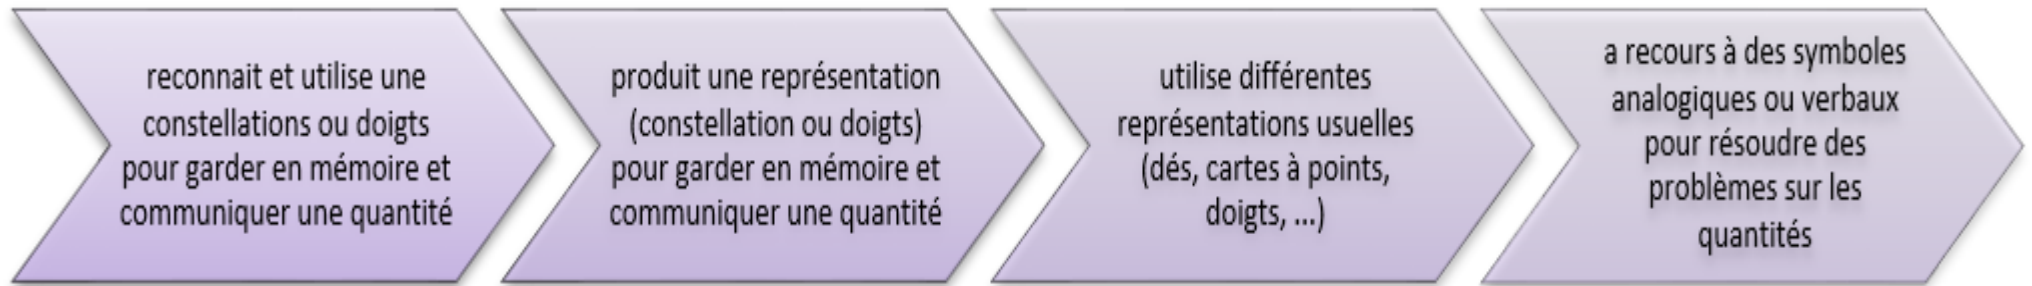 reconnait et utilise une
constellations ou doigts
pour garder en mémoire et
communiquer une quantité
produit une représentation
(constellation ou doigts)
pour garder en mémoire et
communiquer une quantité
utilise différentes
représentations usuelles
(dés, cartes à points,
doigts, ...)
a recours à des symboles
analogiques ou verbaux
pour résoudre des
problèmes sur les
quantités